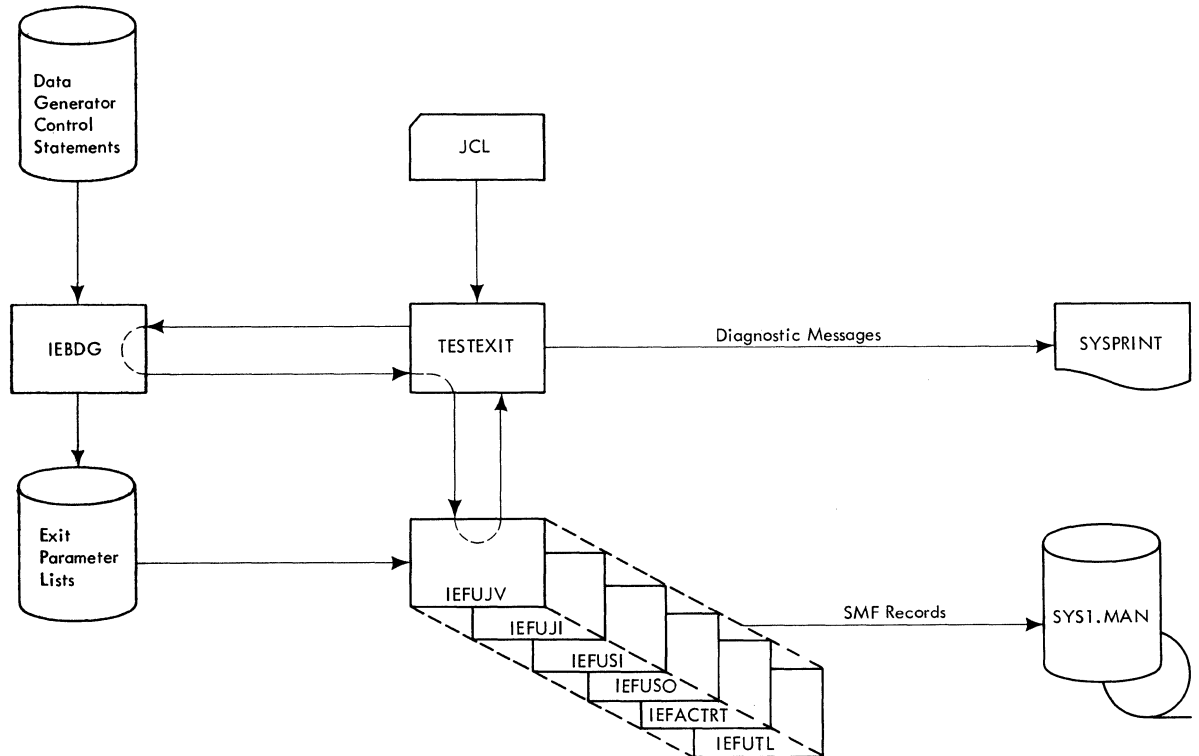 Data
Generator
Control
Statements
JCL
IEBDG
TESTEXIT
Diagnostic Messages
SYSPRINT
Exit
Parameter
Lists
IEFUJV
IEFUJI
IEFUSI
IEFUSO
IEFACTRT
IEFUTL
SMF Records
SYS1.MAN